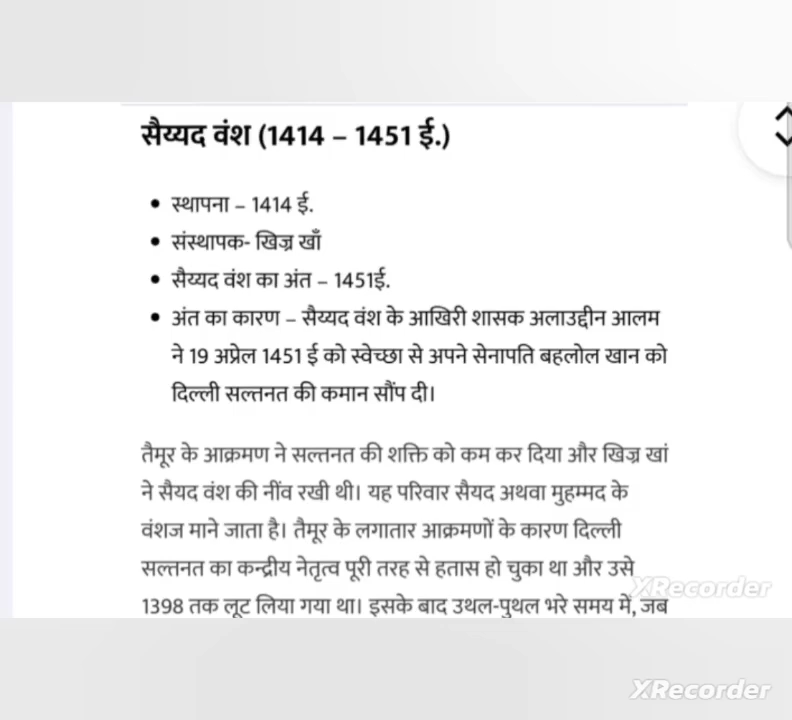 सैय्यद वंश (1414 – 1451 ई.)
• स्थापना – 1414 ई.
• संस्थापक- खिज्र खाँ
• सैय्यद वंश का अंत – 1451ई.
• अंत का कारण – सैय्यद वंश के आखिरी शासक अलाउद्दीन आलम
ने 19 अप्रेल 1451 ई को स्वेच्छा से अपने सेनापति बहलोल खान को
दिल्ली सल्तनत की कमान सौंप दी।
तैमूर के आक्रमण ने सल्तनत की शक्ति को कम कर दिया और खिज्र खां
ने सैयद वंश की नींव रखी थी। यह परिवार सैयद अथवा मुहम्मद के
वंशज माने जाता है। तैमूर के लगातार आक्रमणों के कारण दिल्ली
सल्तनत का कन्द्रीय नेतृत्व पूरी तरह से हतास हो चुका था और उसे
1398 तक लूट लिया गया था। इसके बाद उथल-पुथल भरे समय में, जब
XRecorder
XRecorder